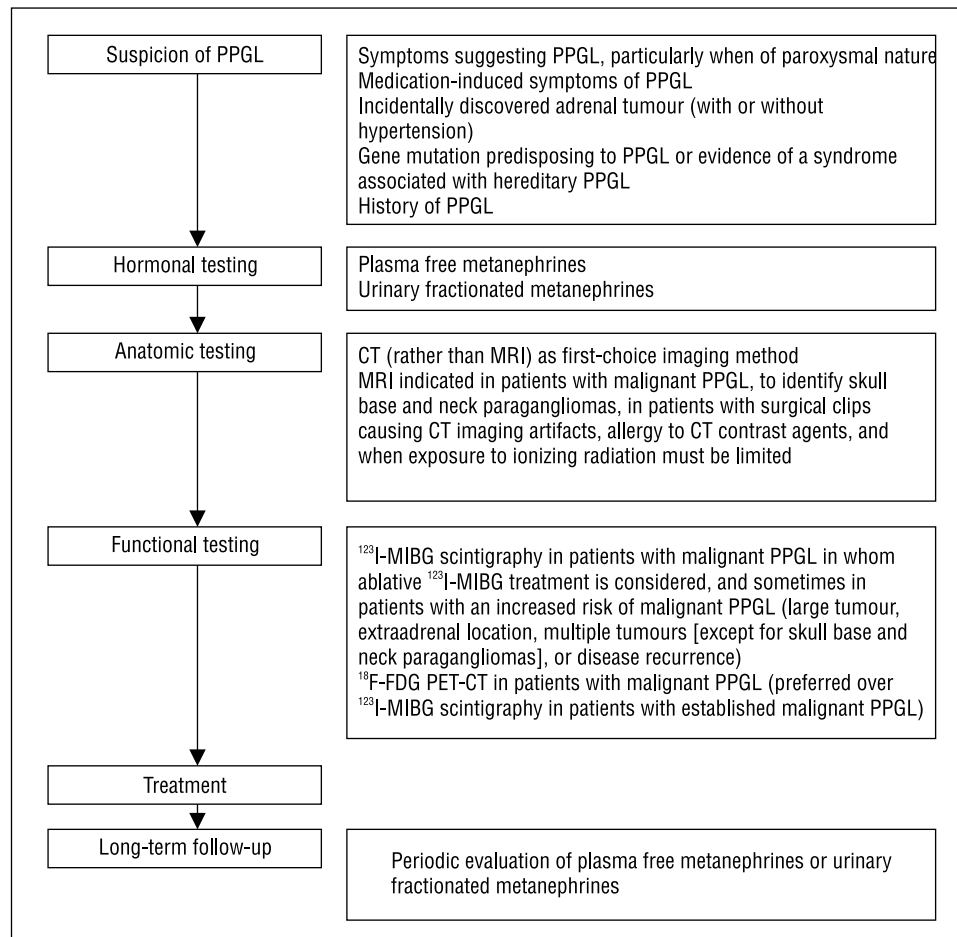 Suspicion of PPGL
Symptoms suggesting PPGL, particularly when of paroxysmal nature
Medication-induced symptoms of PPGL
Incidentally discovered adrenal tumour (with or without
hypertension)
Gene mutation predisposing to PPGL or evidence of a syndrome
associated with hereditary PPGL
History of PPGL
Hormonal testing
Plasma free metanephrines
Urinary fractionated metanephrines
Anatomic testing
CT (rather than MRI) as first-choice imaging method
MRI indicated in patients with malignant PPGL, to identify skull
base and neck paragangliomas, in patients with surgical clips
causing CT imaging artifacts, allergy to CT contrast agents, and
when exposure to ionizing radiation must be limited
Functional testing
¹²³I-MIBG scintigraphy in patients with malignant PPGL in whom
ablative ¹²³I-MIBG treatment is considered, and sometimes in
patients with an increased risk of malignant PPGL (large tumour,
extraadrenal location, multiple tumours [except for skull base and
neck paragangliomas], or disease recurrence)
¹⁸F-FDG PET-CT in patients with malignant PPGL (preferred over
¹²³I-MIBG scintigraphy in patients with established malignant PPGL)
Treatment
Long-term follow-up
Periodic evaluation of plasma free metanephrines or urinary
fractionated metanephrines